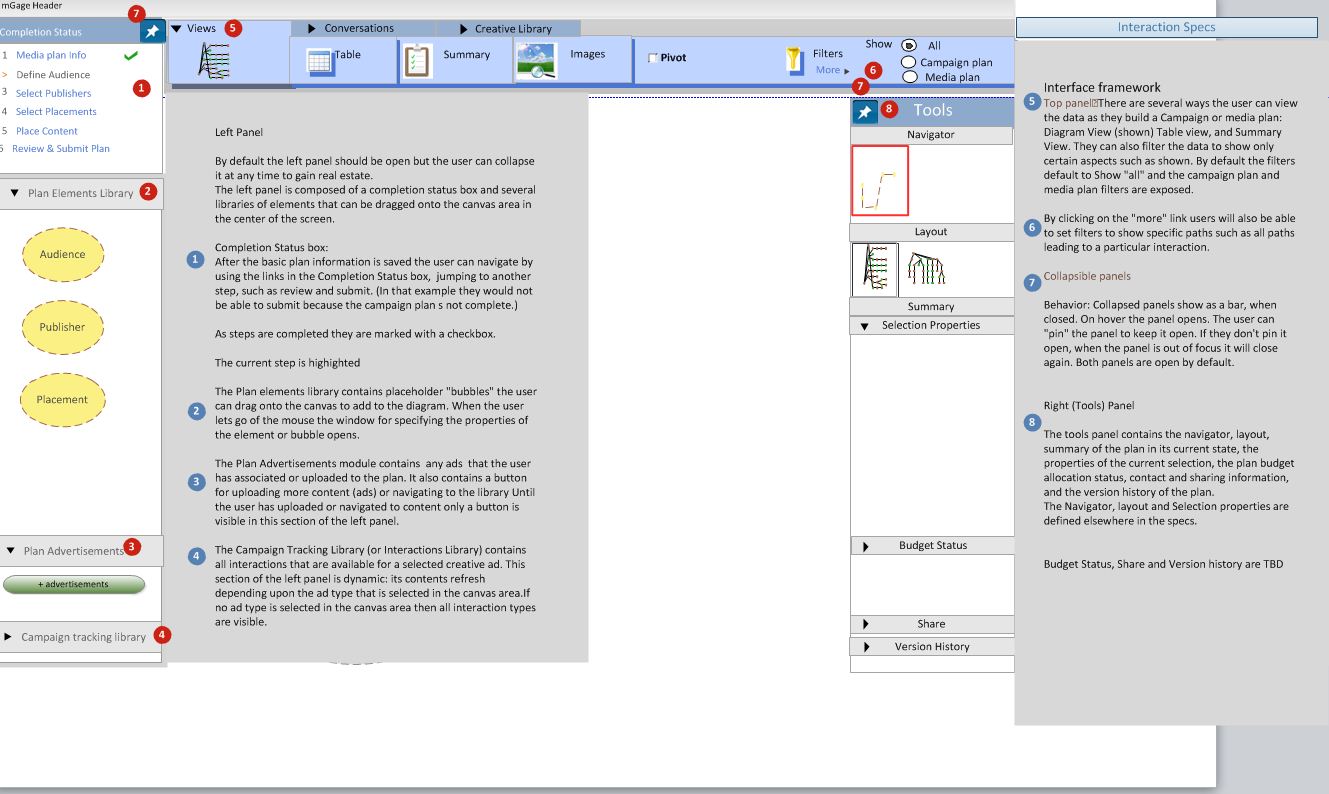 mGage Header
Completion Status
7
1 Media plan Info
> Define Audience
3 Select Publishers
1
4 Select Placements
5 Place Content
6 Review & Submit Plan
Plan Elements Library
2
Audience
Publisher
Placement
Plan Advertisements
3
+ advertisements
Campaign tracking library
4
Views
5
Conversations
Creative Library
Table
Summary
Images
Pivot
Filters
More
Show
All
Campaign plan
Media plan
6
7
Left Panel
By default the left panel should be open but the user can collapse
it at any time to gain real estate.
The left panel is composed of a completion status box and several
libraries of elements that can be dragged onto the canvas area in
the center of the screen.
Completion Status box:
1
After the basic plan information is saved the user can navigate by
using the links in the Completion Status box, jumping to another
step, such as review and submit. (In that example they would not
be able to submit because the campaign plan s not complete.)
As steps are completed they are marked with a checkbox.
The current step is highlighted
The Plan elements library contains placeholder "bubbles" the user
2
can drag onto the canvas to add to the diagram. When the user
lets go of the mouse the window for specifying the properties of
the element or bubble opens.
The Plan Advertisements module contains any ads that the user
3
has associated or uploaded to the plan. It also contains a button
for uploading more content (ads) or navigating to the library Until
the user has uploaded or navigated to content only a button is
visible in this section of the left panel.
4
The Campaign Tracking Library (or Interactions Library) contains
all interactions that are available for a selected creative ad. This
section of the left panel is dynamic: its contents refresh
depending upon the ad type that is selected in the canvas area.If
no ad type is selected in the canvas area then all interaction types
are visible.
8
Tools
Navigator
Layout
Summary
Selection Properties
Budget Status
Share
Version History
Interaction Specs
Interface framework
5
Top panel There are several ways the user can view
the data as they build a Campaign or media plan:
Diagram View (shown) Table view, and Summary
View. They can also filter the data to show only
certain aspects such as shown. By default the filters
default to Show "all" and the campaign plan and
media plan filters are exposed.
6
By clicking on the "more" link users will also be able
to set filters to show specific paths such as all paths
leading to a particular interaction.
7
Collapsible panels
Behavior: Collapsed panels show as a bar, when
closed. On hover the panel opens. The user can
"pin" the panel to keep it open. If they don't pin it
open, when the panel is out of focus it will close
again. Both panels are open by default.
Right (Tools) Panel
8
The tools panel contains the navigator, layout,
summary of the plan in its current state, the
properties of the current selection, the plan budget
allocation status, contact and sharing information,
and the version history of the plan.
The Navigator, layout and Selection properties are
defined elsewhere in the specs.
Budget Status, Share and Version history are TBD